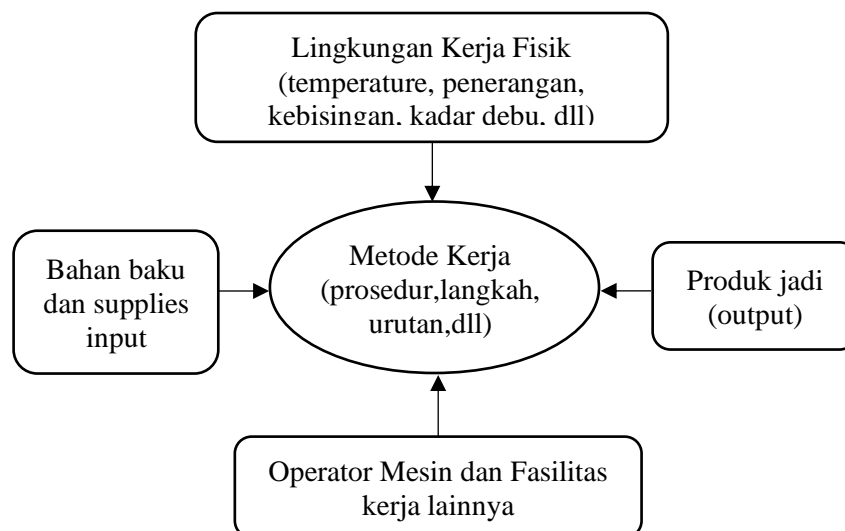 Lingkungan Kerja Fisik
(temperature, penerangan,
kebisingan, kadar debu, dll)
Metode Kerja
(prosedur,langkah,
urutan,dll)
Bahan baku
dan supplies
input
Produk jadi
(output)
Operator Mesin dan Fasilitas
kerja lainnya